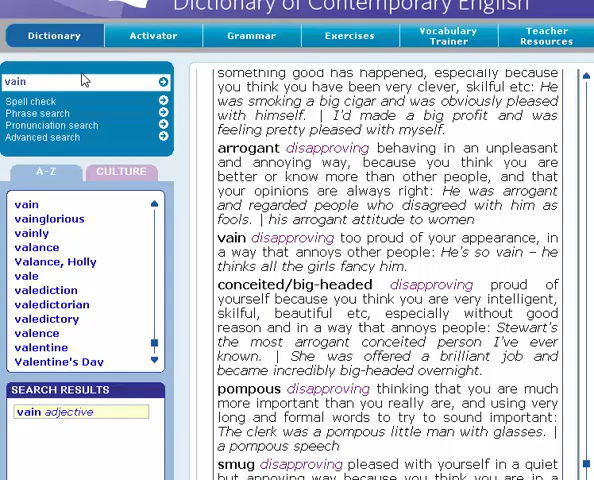 Dictionary of Contemporary English
Dictionary
Activator
Grammar
Exercises
Vocabulary
Trainer
Teacher
Resources
vain
Spell check
Phrase search
Pronunciation search
Advanced search
A-Z
CULTURE
vain
vainglorious
vainly
valance
Valance, Holly
vale
valediction
valedictorian
valedictory
valence
valentine
Valentine's Day
SEARCH RESULTS
vain adjective
something good has happened, especially because
you think you have been very clever, skilful etc: He
was smoking a big cigar and was obviously pleased
with himself. | I'd made a big profit and was
feeling pretty pleased with myself.
arrogant disapproving behaving in an unpleasant
and annoying way, because you think you are
better or know more than other people, and that
your opinions are always right: He was arrogant
and regarded people who disagreed with him as
fools. | his arrogant attitude to women
vain disapproving too proud of your appearance, in
a way that annoys other people: He's so vain – he
thinks all the girls fancy him.
conceited/big-headed disapproving proud of
yourself because you think you are very intelligent,
skilful, beautiful etc, especially without good
reason and in a way that annoys people: Stewart's
the most arrogant conceited person I've ever
known. | She was offered a brilliant job and
became incredibly big-headed overnight.
pompous disapproving thinking that you are much
more important than you really are, and using very
long and formal words to try to sound important:
The clerk was a pompous little man with glasses. |
a pompous speech
smug disapproving pleased with yourself in a quiet
but annoying way because you think you are in a